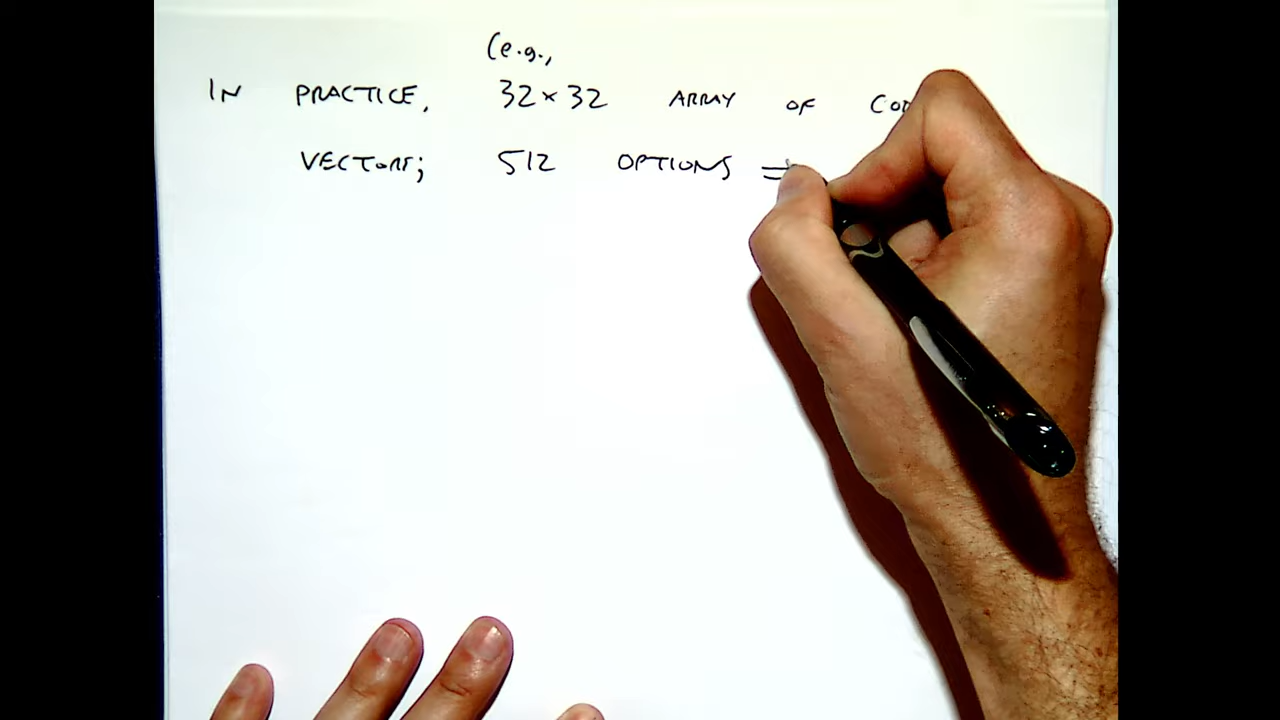 (e.g.,
IN PRACTICE, 32×32 ARRAY OF
VECTORS; 512 OPTIONS =